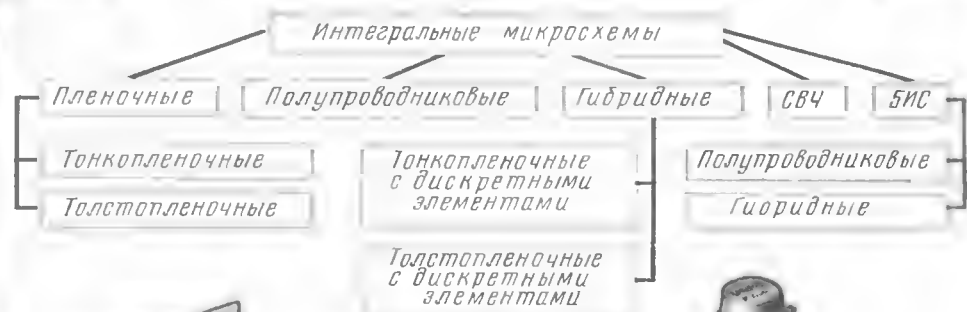 Интегральные микросхемы
Пленочные
Полупроводниковые
Гибридные
СВЧ
БИС
Тонкопленочные
Тонкопленочные
с дискретными
элементами
Полупроводниковые
Толстопленочные
Гибридные
Толстопленочные
с дискретными
элементами